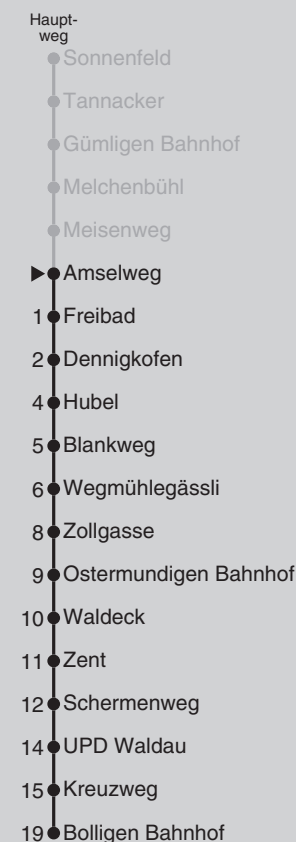 Haupt-
weg
Sonnenfeld
Tannacker
Gümligen Bahnhof
Melchenbühl
Meisenweg
Amselweg
1 Freibad
2 Dennigkofen
4 Hubel
5 Blankweg
6 Wegmühlegässli
8 Zollgasse
9 Ostermundigen Bahnhof
10 Waldeck
11 Zent
12 Schermenweg
14 UPD Waldau
15 Kreuzweg
19 Bolligen Bahnhof